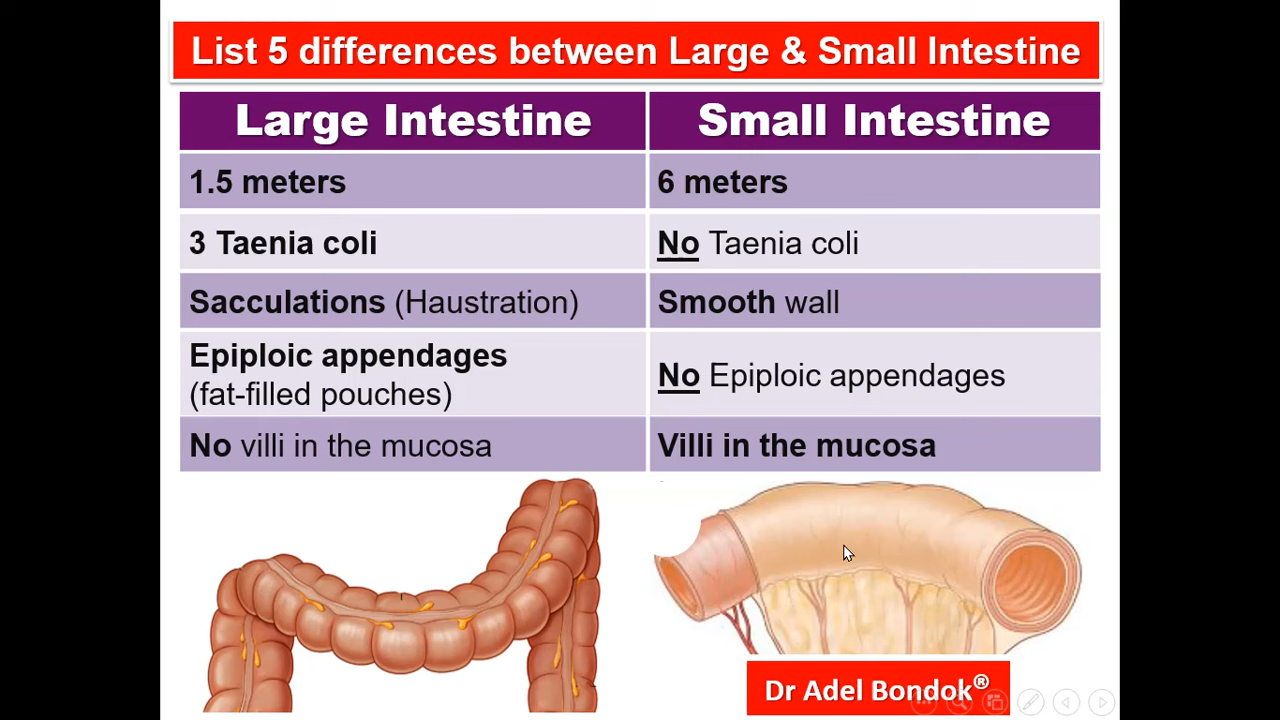 List 5 differences between Large & Small Intestine
Large Intestine
Small Intestine
1.5 meters
6 meters
3 Taenia coli
No Taenia coli
Sacculations (Haustration)
Smooth wall
Epiploic appendages
(fat-filled pouches)
No Epiploic appendages
No villi in the mucosa
Villi in the mucosa
Dr Adel Bondok®